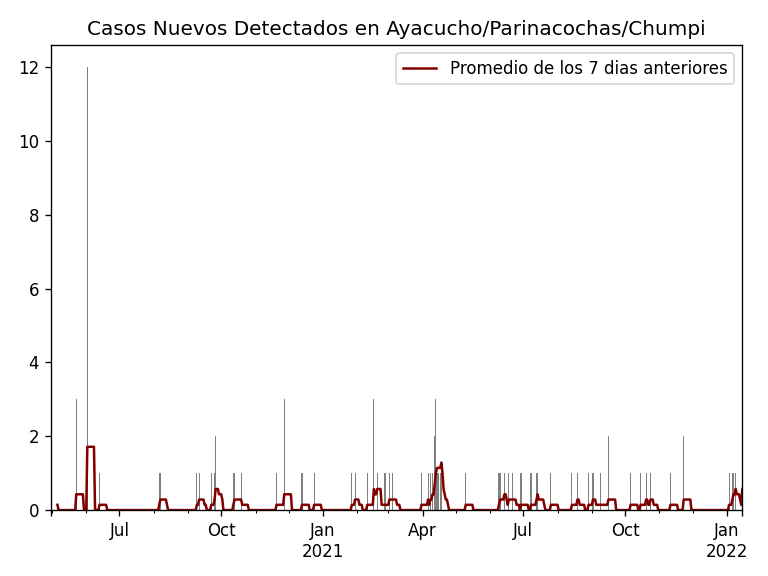 Casos Nuevos Detectados en Ayacucho/Parinacochas/Chumpi
Promedio de los 7 dias anteriores
12
10
8
6
4
2
0
Jul Oct Jan Apr Jul Oct Jan
2021 2022